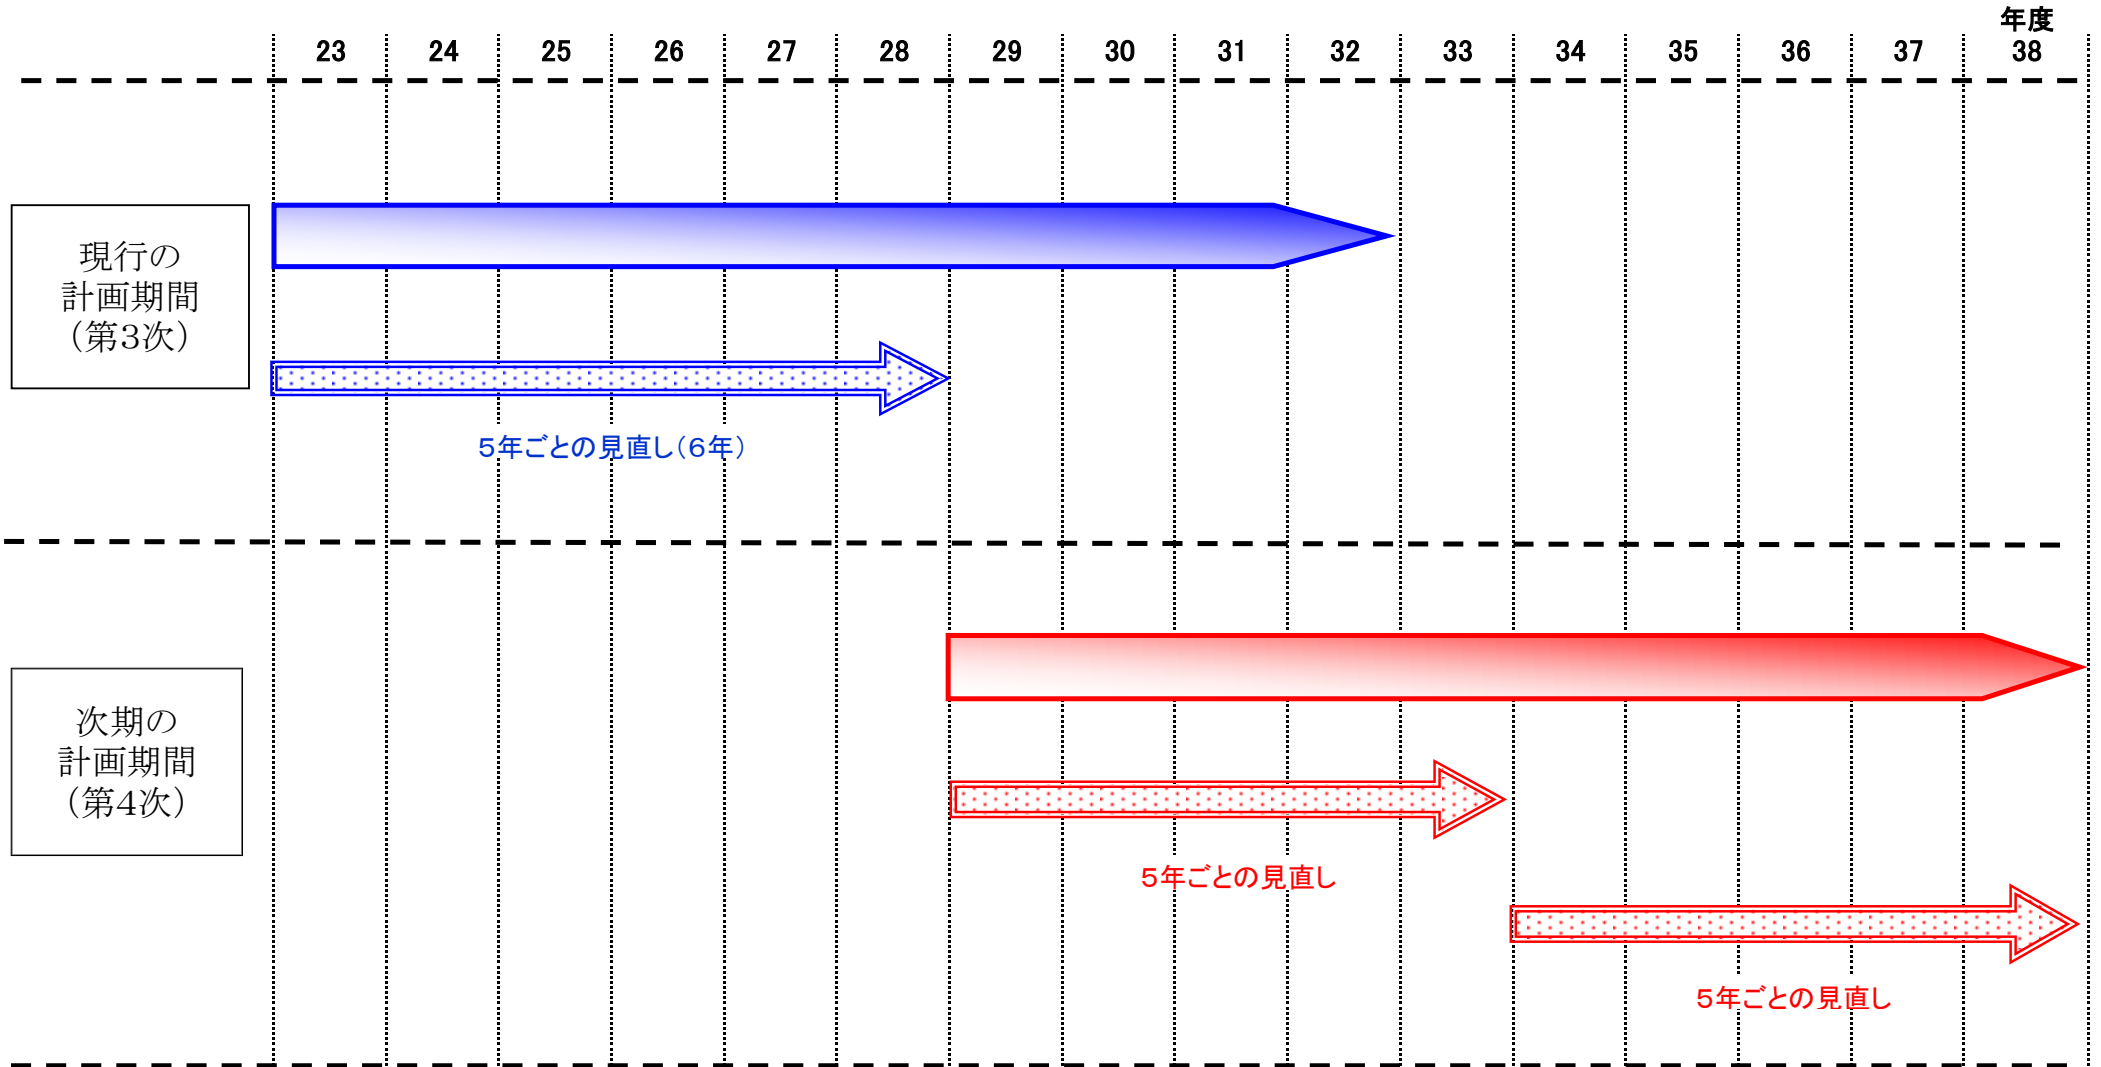 年度
23 24 25 26 27 28 29 30 31 32 33 34 35 36 37 38
現行の
計画期間
（第3次）
５年ごとの見直し（６年）
次期の
計画期間
（第4次）
５年ごとの見直し
５年ごとの見直し